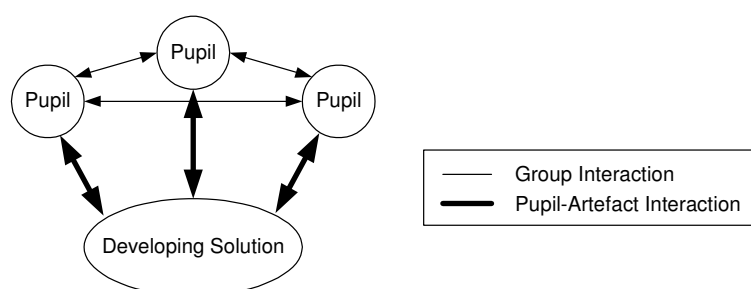 Pupil
Pupil
Pupil
Developing Solution
Group Interaction
Pupil-Artefact Interaction